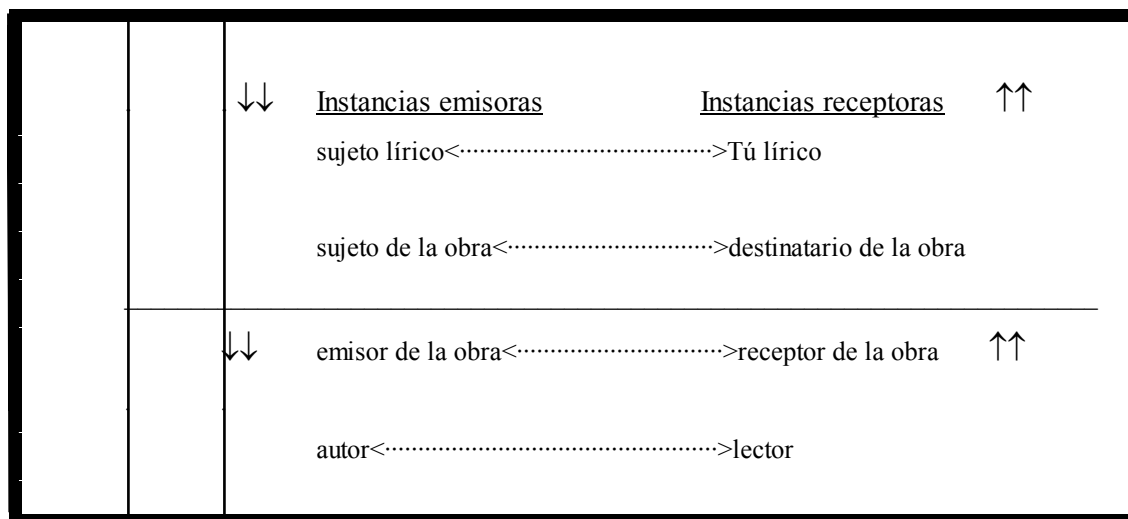 ↓↓ Instancias emisoras Instancias receptoras ↑↑
sujeto lírico<······································>Tú lírico
sujeto de la obra<·······························>destinatario de la obra
↓↓ emisor de la obra<·······························>receptor de la obra ↑↑
autor<··················································>lector